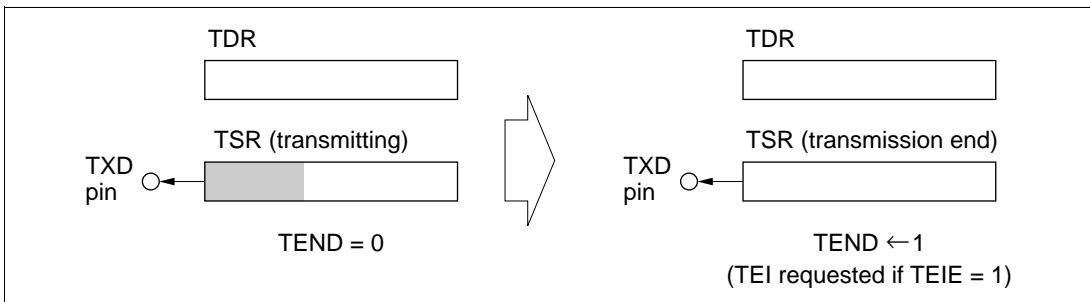 TDR
TSR (transmitting)
TXD
pin
TEND = 0
TDR
TSR (transmission end)
TXD
pin
TEND ← 1
(TEI requested if TEIE = 1)